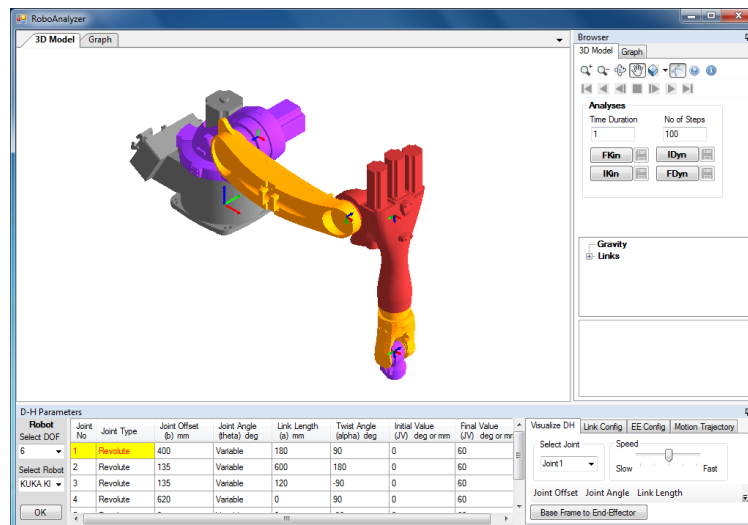 RoboAnalyzer
3D Model Graph
Browser
3D Model Graph
Analyses
Time Duration No of Steps
1 100
FKin IDyn
IKin FDyn
Gravity
Links
D-H Parameters
Robot
Select DOF
6
Select Robot
KUKA KI
OK
Joint No Joint Type Joint Offset (b) mm Joint Angle (theta) deg Link Length (a) mm Twist Angle (alpha) deg Initial Value (JV) deg or mm Final Value (JV) deg or mm
1 Revolute 400 Variable 180 90 0 60
2 Revolute 135 Variable 600 180 0 60
3 Revolute 135 Variable 120 -90 0 60
4 Revolute 620 Variable 0 90 0 60
Visualize DH Link Config EE Config Motion Trajectory
Select Joint
Joint1
Speed
Slow Fast
Joint Offset Joint Angle Link Length
Base Frame to End-Effector